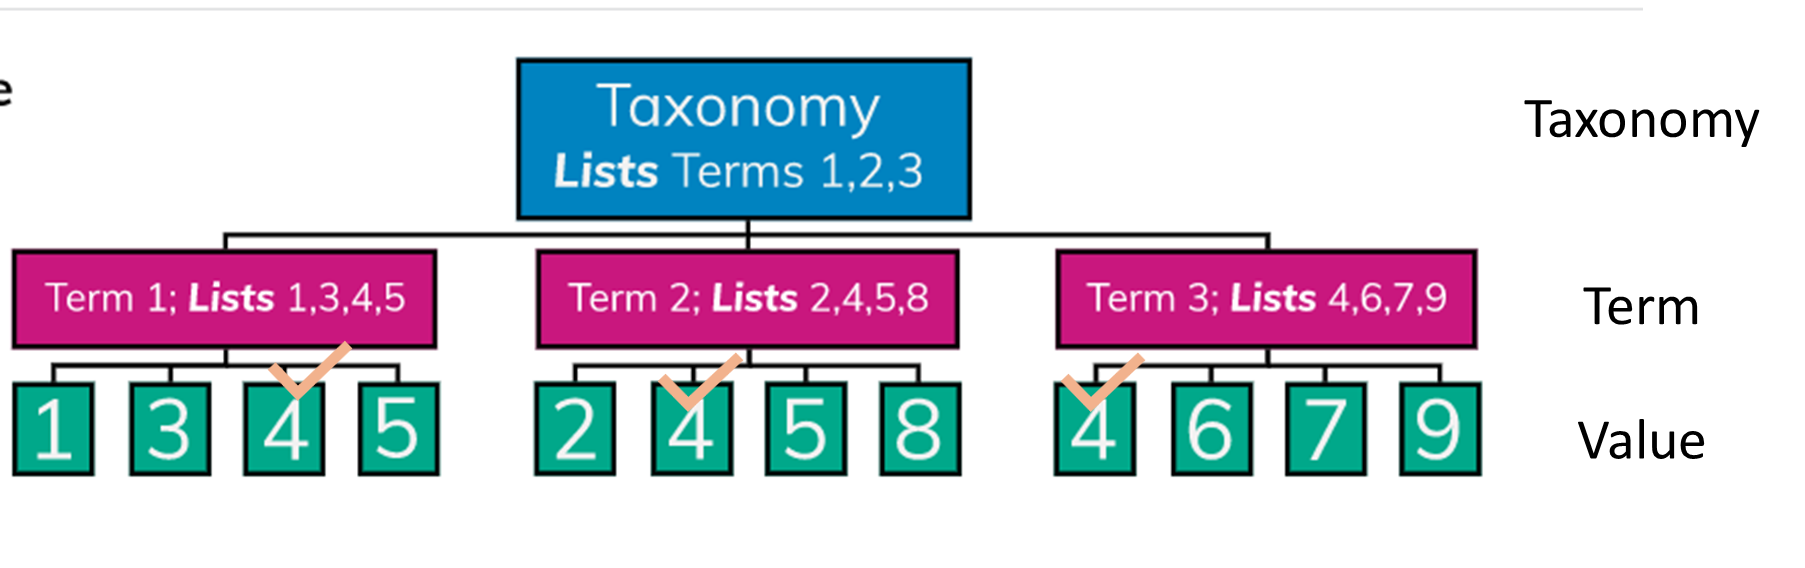 e
Taxonomy
Lists Terms 1,2,3
Taxonomy
Term 1; Lists 1,3,4,5
Term 2; Lists 2,4,5,8
Term 3; Lists 4,6,7,9
Term
1 3 4 5 2 4 5 8 4 6 7 9
Value